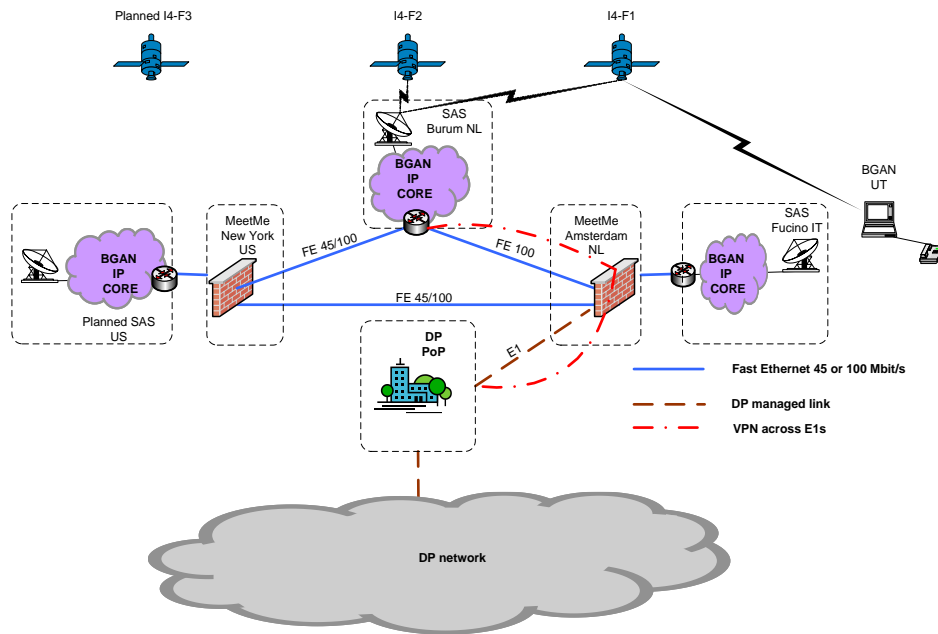 Planned I4-F3
I4-F2
I4-F1
SAS
Burum NL
BGAN
IP
CORE
BGAN
UT
MeetMe
New York
US
MeetMe
Amsterdam
NL
SAS
Fucino IT
BGAN
IP
CORE
BGAN
IP
CORE
FE 45/100
FE 100
FE 45/100
Planned SAS
US
DP
PoP
E1
Fast Ethernet 45 or 100 Mbit/s
DP managed link
VPN across E1s
DP network